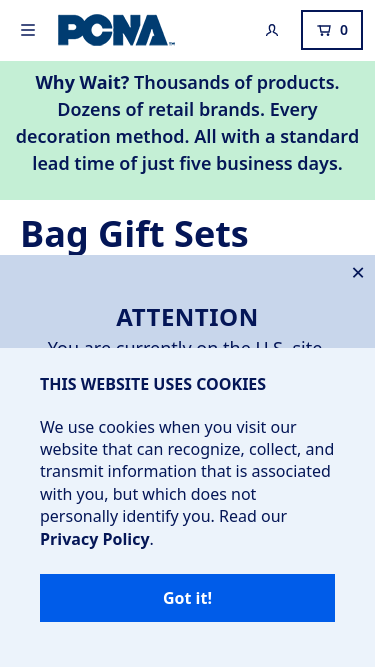 PCNA
0
Why Wait? Thousands of products.
Dozens of retail brands. Every
decoration method. All with a standard
lead time of just five business days.
Bag Gift Sets
ATTENTION
You are currently on the U.S. site.
THIS WEBSITE USES COOKIES
We use cookies when you visit our
website that can recognize, collect, and
transmit information that is associated
with you, but which does not
personally identify you. Read our
Privacy Policy.
Got it!